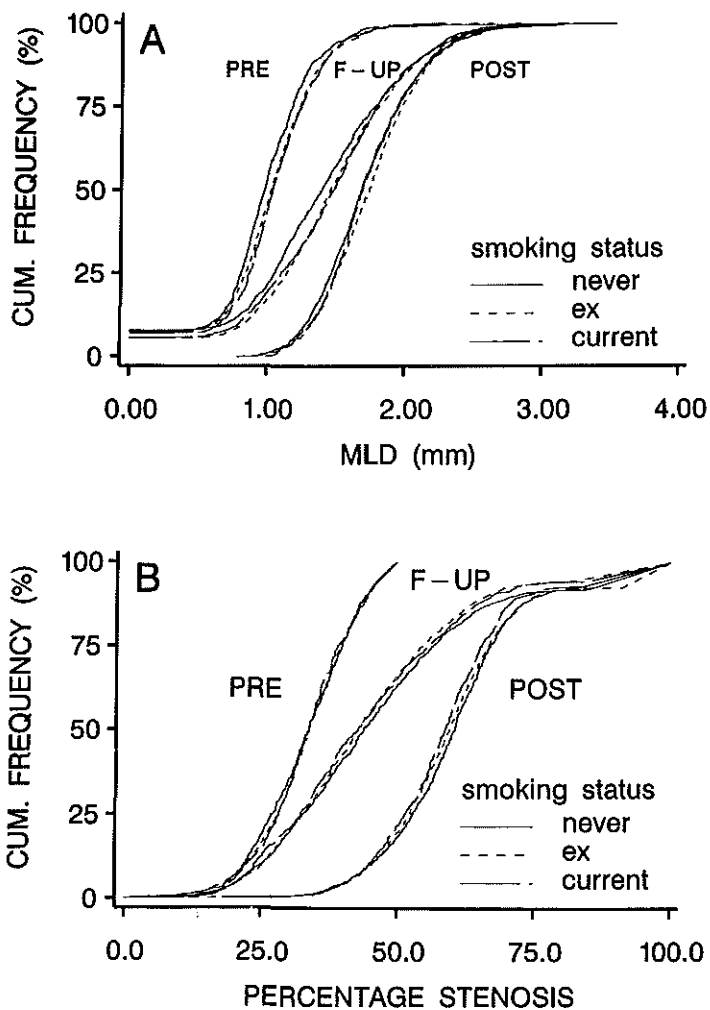 A
CUM. FREQUENCY (%)
100
75
50
25
0
PRE
F-UP
POST
smoking status
never
ex
current
0.00
1.00
2.00
3.00
4.00
MLD (mm)
B
CUM. FREQUENCY (%)
100
75
50
25
0
F-UP
PRE
POST
smoking status
never
ex
current
0.0
25.0
50.0
75.0
100.0
PERCENTAGE STENOSIS